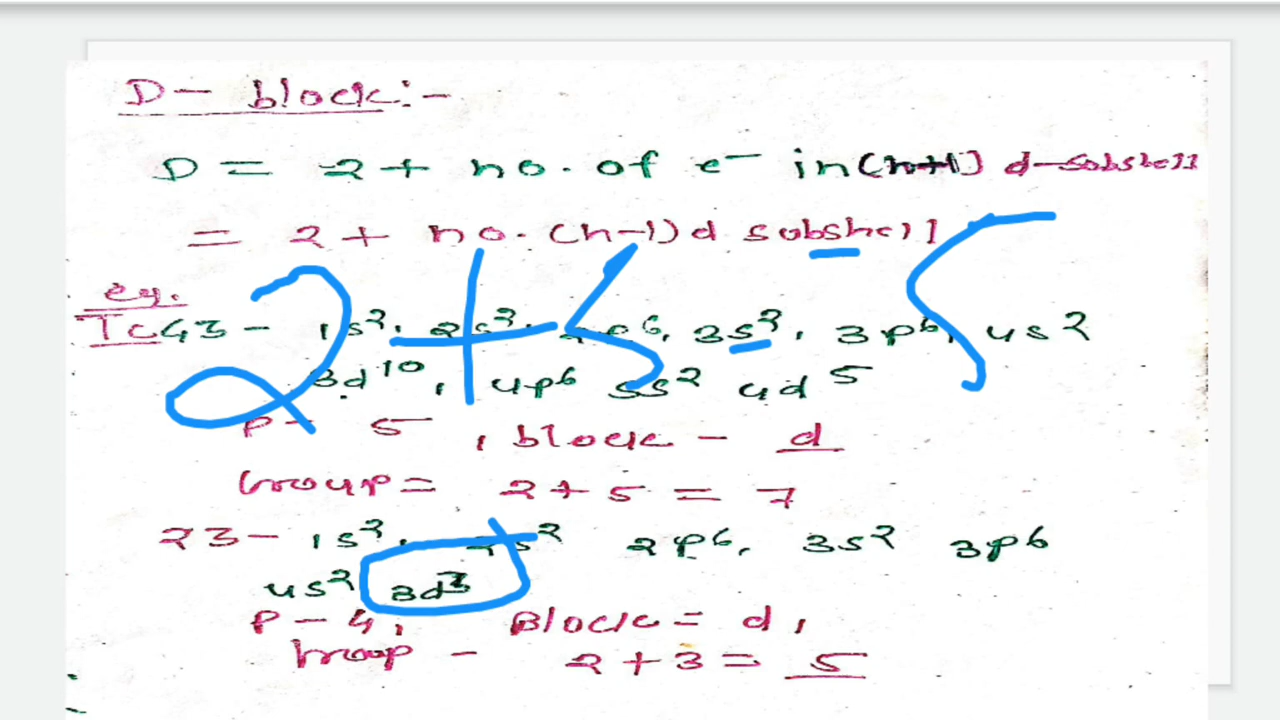 D- block:-
D = 2 + no. of e⁻ in (n+1) d-subshell
= 2 + no. (n-1) d subshell
2+5 5
eg.
Tc43 - 1s², 2s², 2p⁶, 3s², 3p⁶, 4s²
3d¹⁰, 4p⁶ 5s² 4d⁵
P- 5, block - d
Group = 2 + 5 = 7
23- 1s², 2s² 2p⁶, 3s² 3p⁶
4s² 3d³
P - 4, Block = d,
Group - 2 + 3 = 5